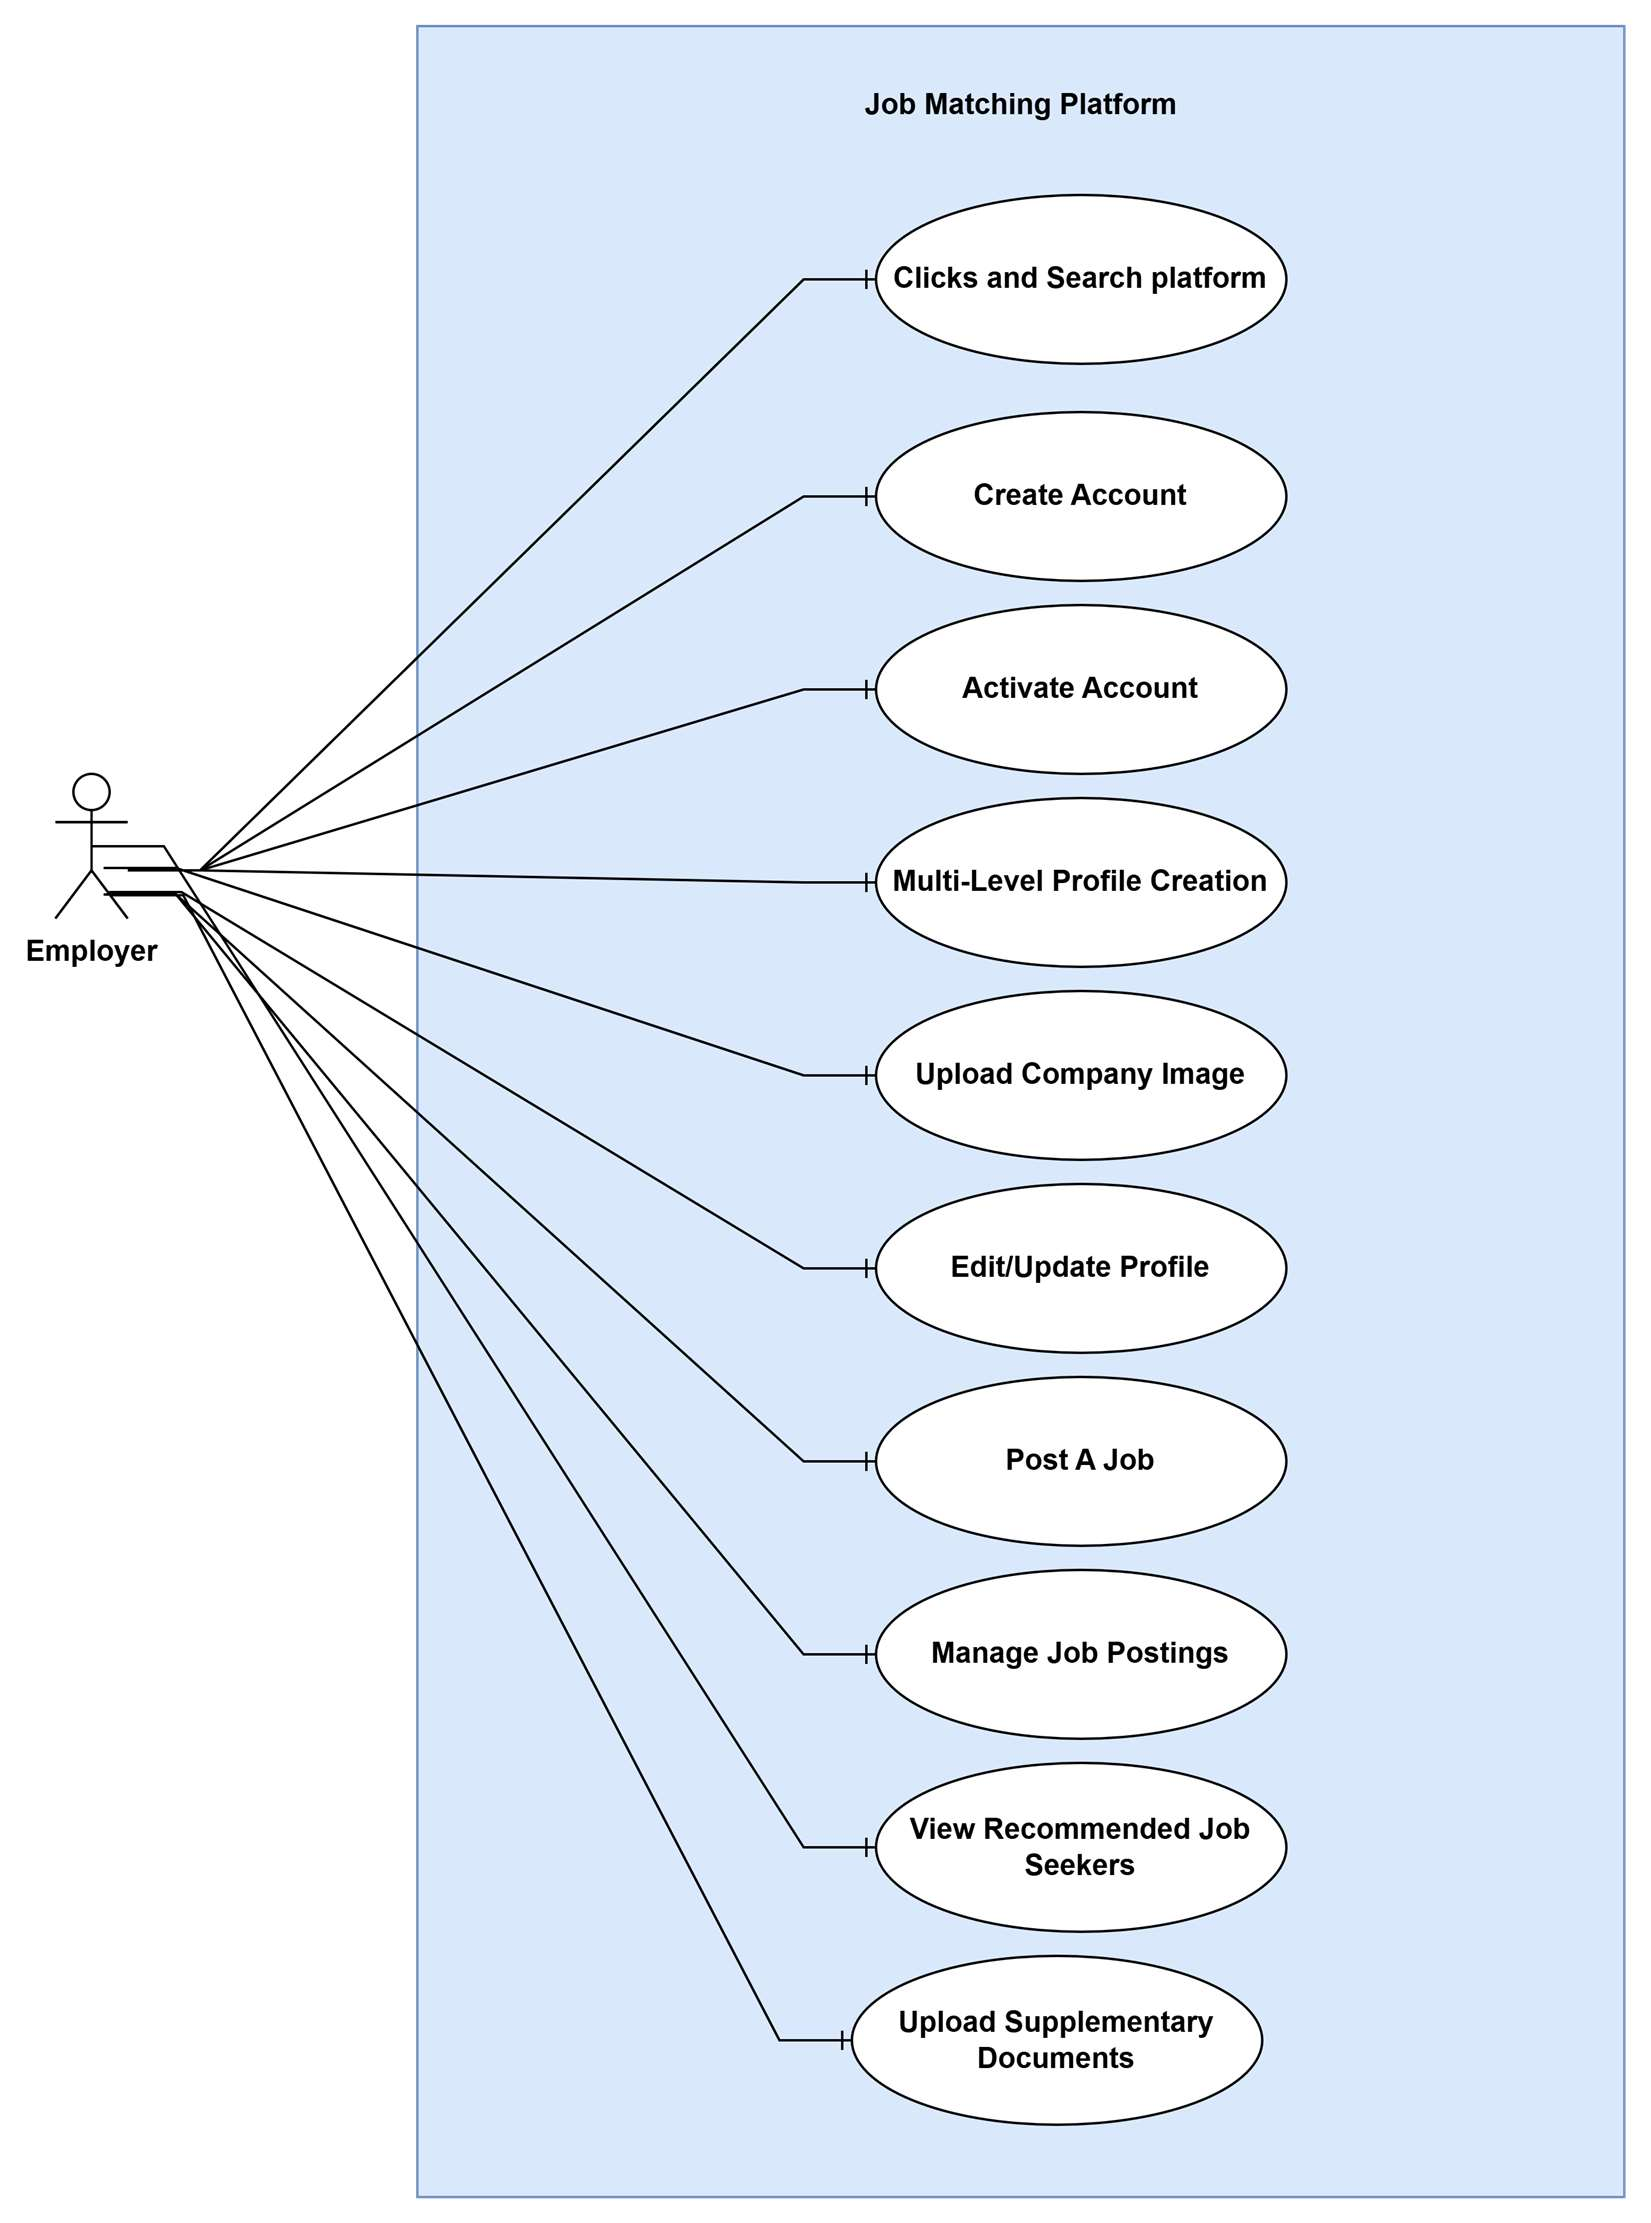 Job Matching Platform
Clicks and Search platform
Create Account
Activate Account
Multi-Level Profile Creation
Employer
Upload Company Image
Edit/Update Profile
Post A Job
Manage Job Postings
View Recommended Job
Seekers
Upload Supplementary
Documents